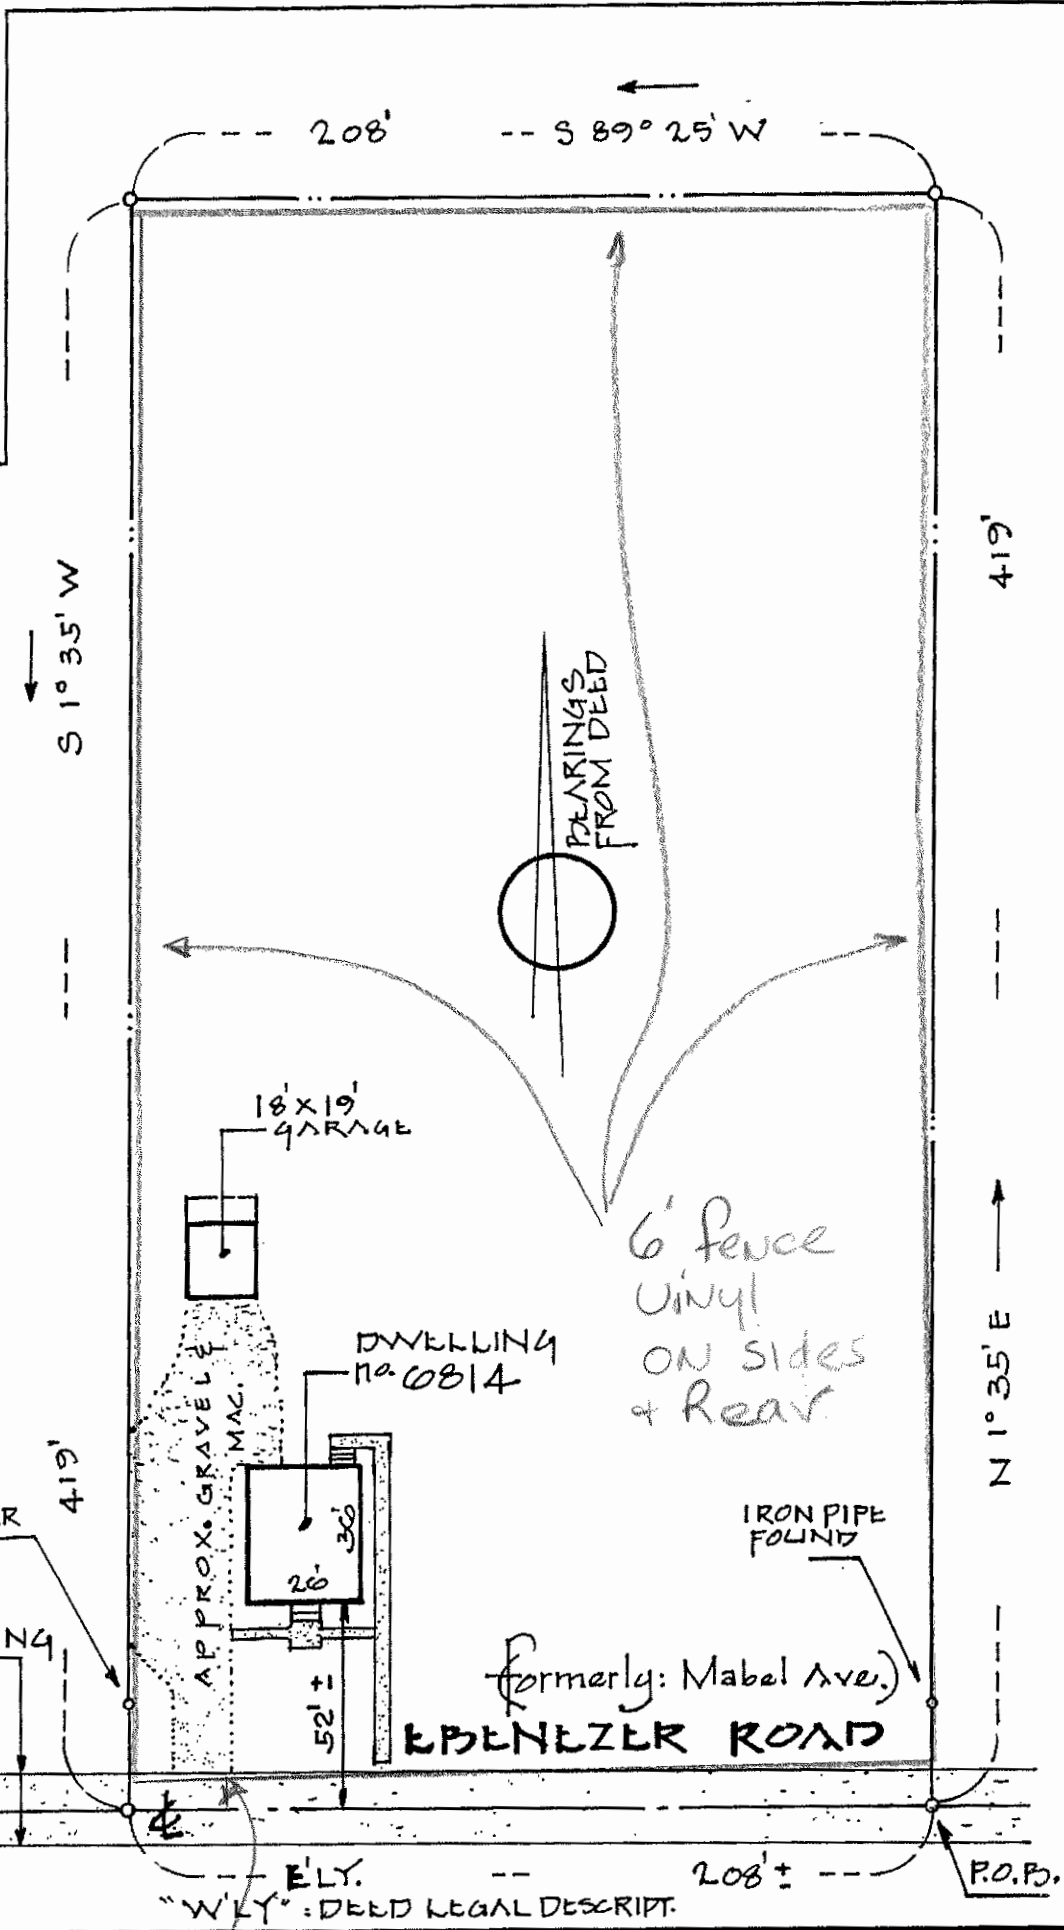 208' -- S 89° 25' W
S 1° 35' W
419'
BEARINGS
FROM DEED
18' X 19'
GARAGE
6' fence
Vinyl
ON Sides
+ Rear
DWELLING
no. 6814
N 1° 35' E
419'
APPROX. GRAVEL &
MAC.
36'
26'
IRON PIPE
FOUND
R
NG
52' ±
(formerly: Mabel Ave.)
EBENEZER ROAD
℄
E'LY. -- 208' ±
P.O.B.
"W'LY" : DEED LEGAL DESCRIPT.